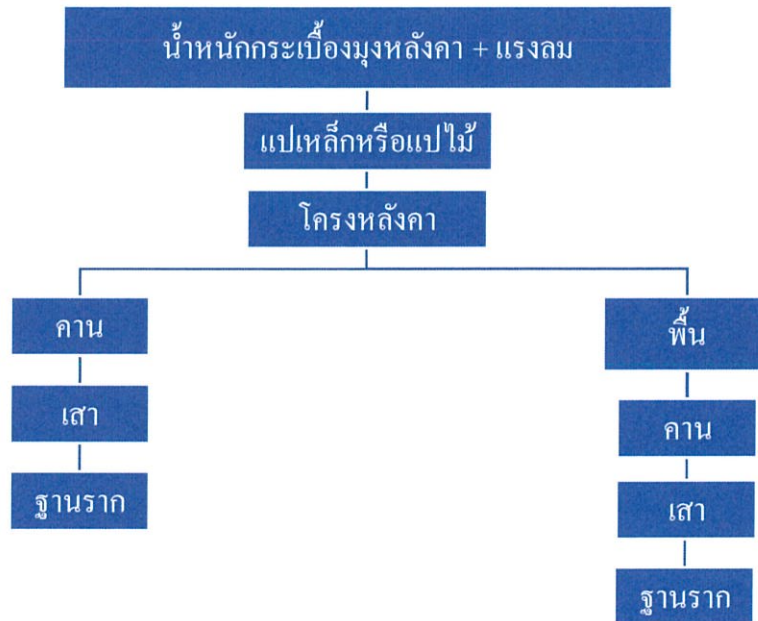 น้ำหนักกระเบื้องมุงหลังคา + แรงลม
แปเหล็กหรือแปไม้
โครงหลังคา
คาน
เสา
ฐานราก
พื้น
คาน
เสา
ฐานราก